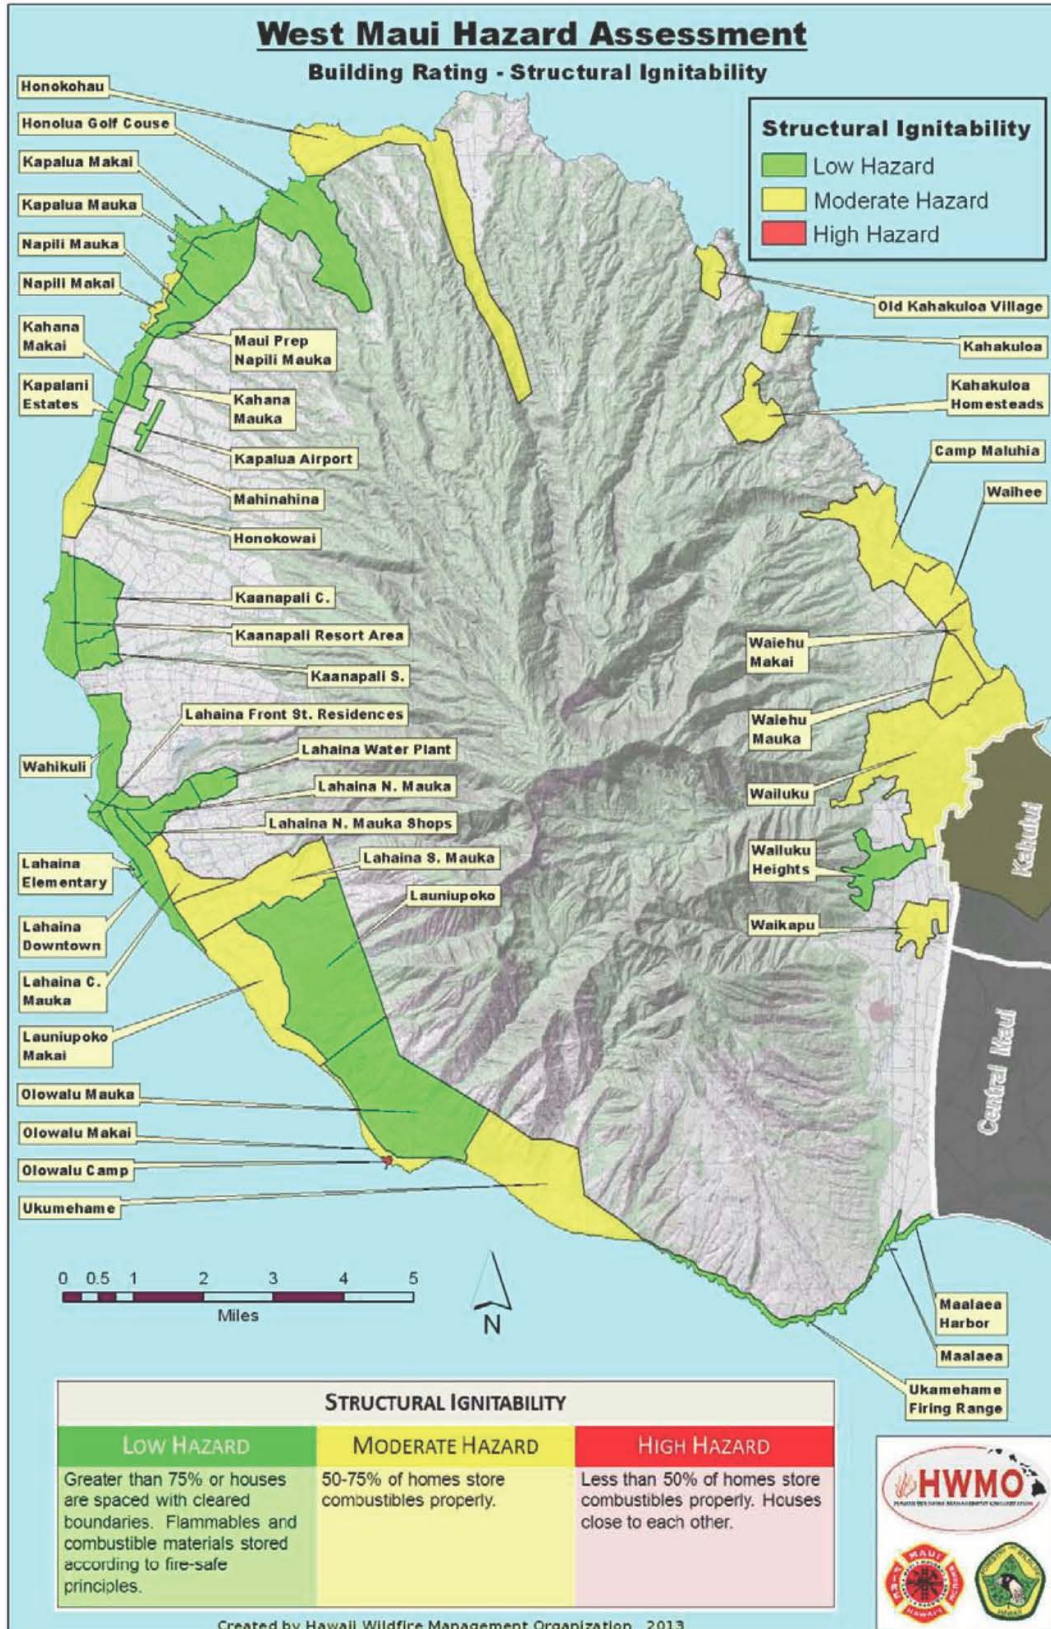 West Maui Hazard Assessment
Building Rating - Structural Ignitability
Honokohau
Honolua Golf Couse
Kapalua Makai
Kapalua Mauka
Napili Mauka
Napili Makai
Kahana
Makai
Kapalani
Estates
Maui Prep
Napili Mauka
Kahana
Mauka
Kapalua Airport
Mahinahina
Honokowai
Kaanapali C.
Kaanapali Resort Area
Kaanapali S.
Lahaina Front St. Residences
Wahikuli
Lahaina Water Plant
Lahaina N. Mauka
Lahaina N. Mauka Shops
Lahaina
Elementary
Lahaina S. Mauka
Launiupoko
Lahaina
Downtown
Lahaina C.
Mauka
Launiupoko
Makai
Olowalu Mauka
Olowalu Makai
Olowalu Camp
Ukumehame
Structural Ignitability
Low Hazard
Moderate Hazard
High Hazard
Old Kahakuloa Village
Kahakuloa
Kahakuloa
Homesteads
Camp Maluhia
Waihee
Waiehu
Makai
Waiehu
Mauka
Wailuku
Wailuku
Heights
Waikapu
Kahului
Central Maui
Maalaea
Harbor
Maalaea
Ukamehame
Firing Range
0 0.5 1 2 3 4 5
Miles
N
STRUCTURAL IGNITABILITY
LOW HAZARD
Greater than 75% or houses
are spaced with cleared
boundaries. Flammables and
combustible materials stored
according to fire-safe
principles.
MODERATE HAZARD
50-75% of homes store
combustibles properly.
HIGH HAZARD
Less than 50% of homes store
combustibles properly. Houses
close to each other.
HWMO
HAWAII WILDFIRE MANAGEMENT ORGANIZATION
MAUI
FIRE
HAWAII
Created by Hawaii Wildfire Management Organization 2013